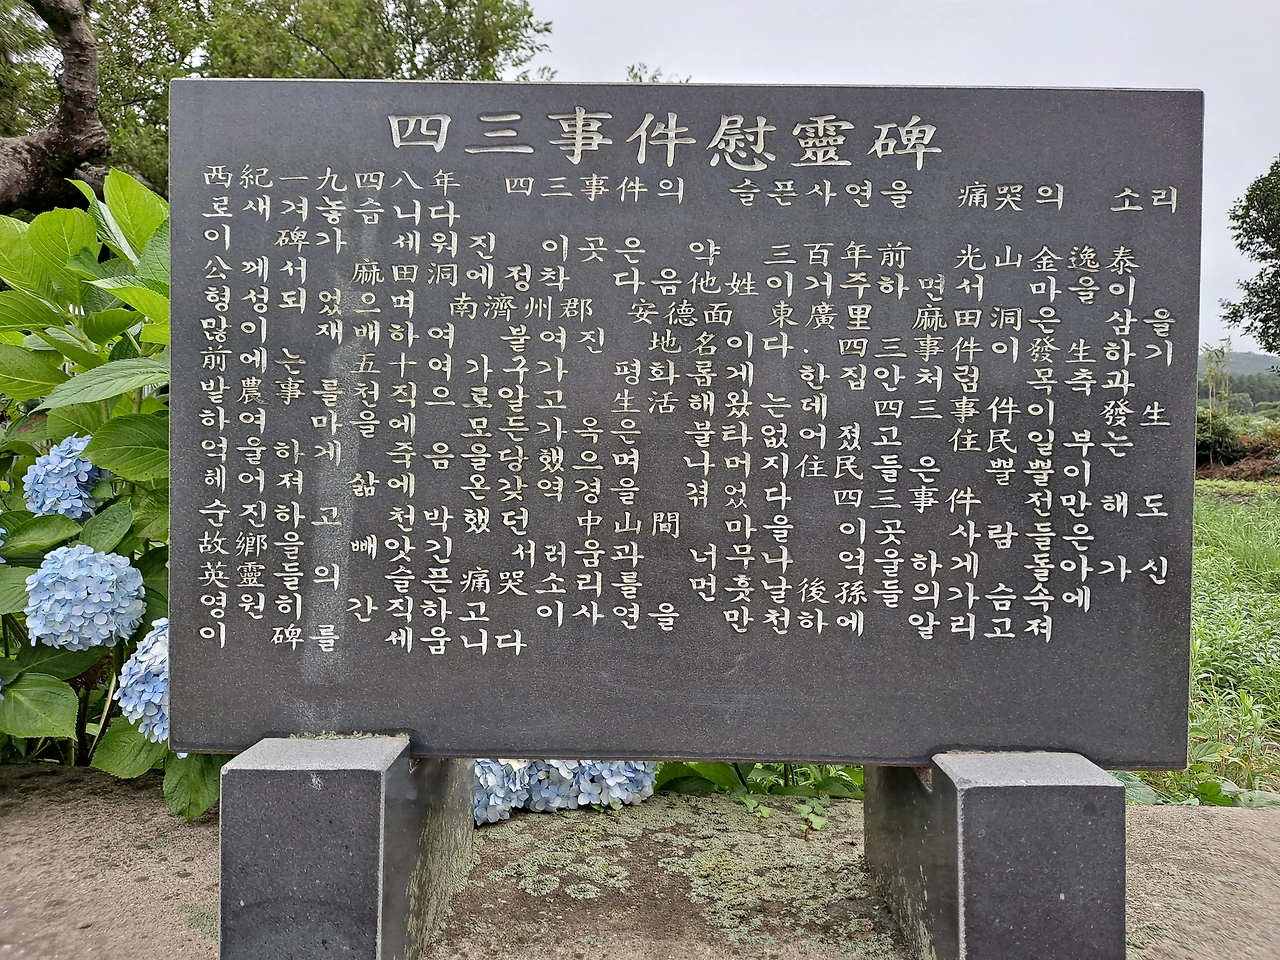 四三事件慰靈碑
西紀一九四八年 四三事件의 슬픈사연을 痛哭의 소리
로새겨놓습니다
이 碑가 세워진 이곳은 약 三百年前 光山金逸泰
公께서 麻田洞에정착 다음他姓이거주하면서 마을이
형성되었으며 南濟州郡 安德面 東廣里 麻田洞은 삼을
많이 재배하여 불여진 地名이다. 四三事件이 發生하기
前에는 五十여 가구가 평화롭게 한집안처럼 목축과
발農事를 천직으로알고 生活해왔는데 四三事件이 發生
하여 마을에 모든가옥은 불타없어졌고 住民일부는
억울하게 죽음을당했으며 나머지住民들은 뿔뿔이
헤어져 삶에 온갖역경을 겪었다 四三事件 전만해도
순진하고 천박했던 中山間 마을 이곳 사람들은
故鄕을 빼앗긴 서러움과 너무나 억울하게 돌아가신
英靈들의 슬픈 痛哭소리를 먼훗날後孫들의가슴속에
영원히 간직하고 이사연을 만천하에 알리고져
이 碑를 세움니다